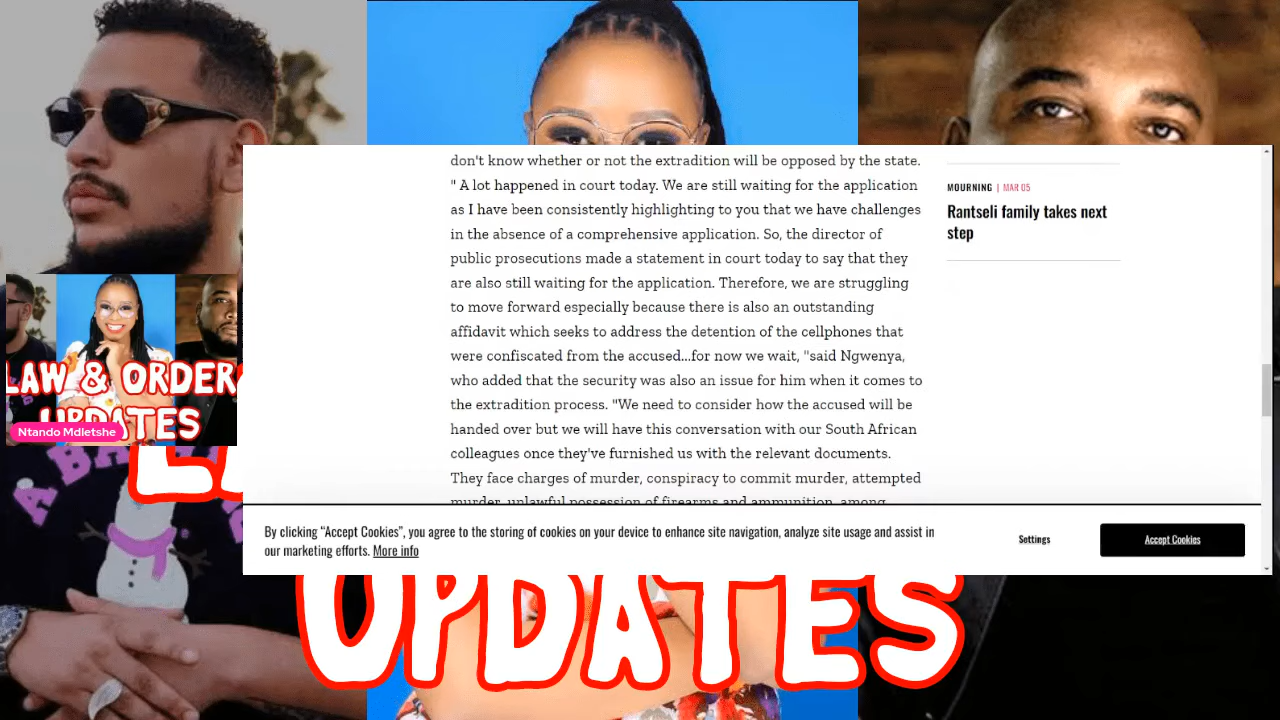 don't know whether or not the extradition will be opposed by the state.
" A lot happened in court today. We are still waiting for the application
as I have been consistently highlighting to you that we have challenges
in the absence of a comprehensive application. So, the director of
public prosecutions made a statement in court today to say that they
are also still waiting for the application. Therefore, we are struggling
to move forward especially because there is also an outstanding
affidavit which seeks to address the detention of the cellphones that
were confiscated from the accused...for now we wait, "said Ngwenya,
who added that the security was also an issue for him when it comes to
the extradition process. "We need to consider how the accused will be
handed over but we will have this conversation with our South African
colleagues once they've furnished us with the relevant documents.
They face charges of murder, conspiracy to commit murder, attempted
murder, unlawful possession of firearms and ammunition, among
MOURNING | MAR 05
Rantseli family takes next
step
LAW & ORDER
UPDATES
Ntando Mdletshe
By clicking “Accept Cookies”, you agree to the storing of cookies on your device to enhance site navigation, analyze site usage and assist in
our marketing efforts. More info
Settings
Accept Cookies
A BA
UPDATES